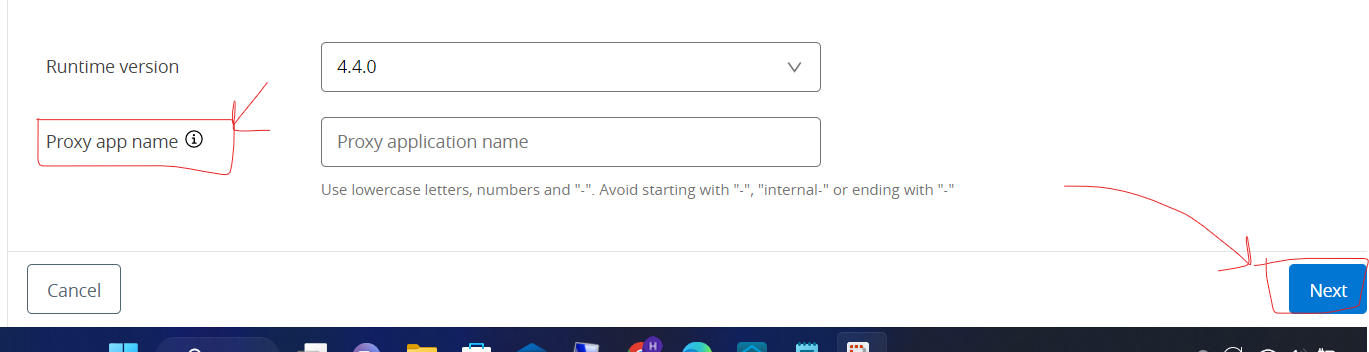 Runtime version
4.4.0
Proxy app name
Proxy application name
Use lowercase letters, numbers and "-". Avoid starting with "-", "internal-" or ending with "-"
Cancel
Next
H